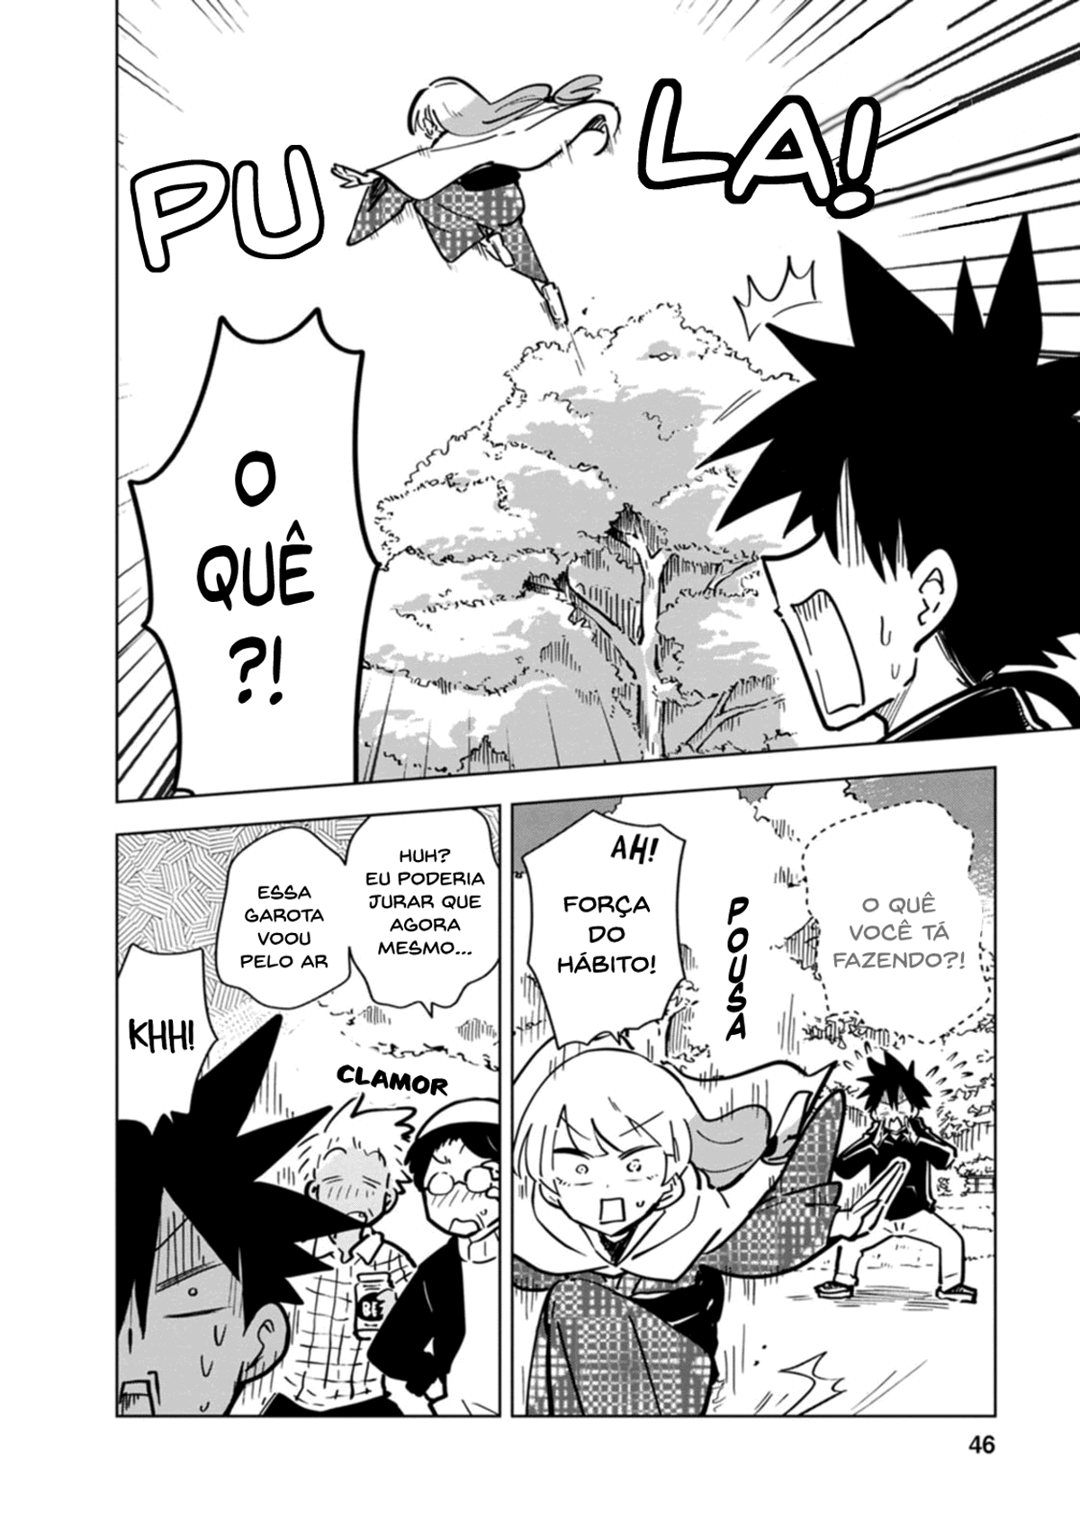 PU LA!
O
QUÊ
?!
O QUÊ
VOCÊ TÁ
FAZENDO?!
POUSA
AH!
FORÇA
DO
HÁBITO!
HUH?
EU PODERIA
JURAR QUE
AGORA
MESMO...
ESSA
GAROTA
VOOU
PELO AR
CLAMOR
KHH!
BE
46